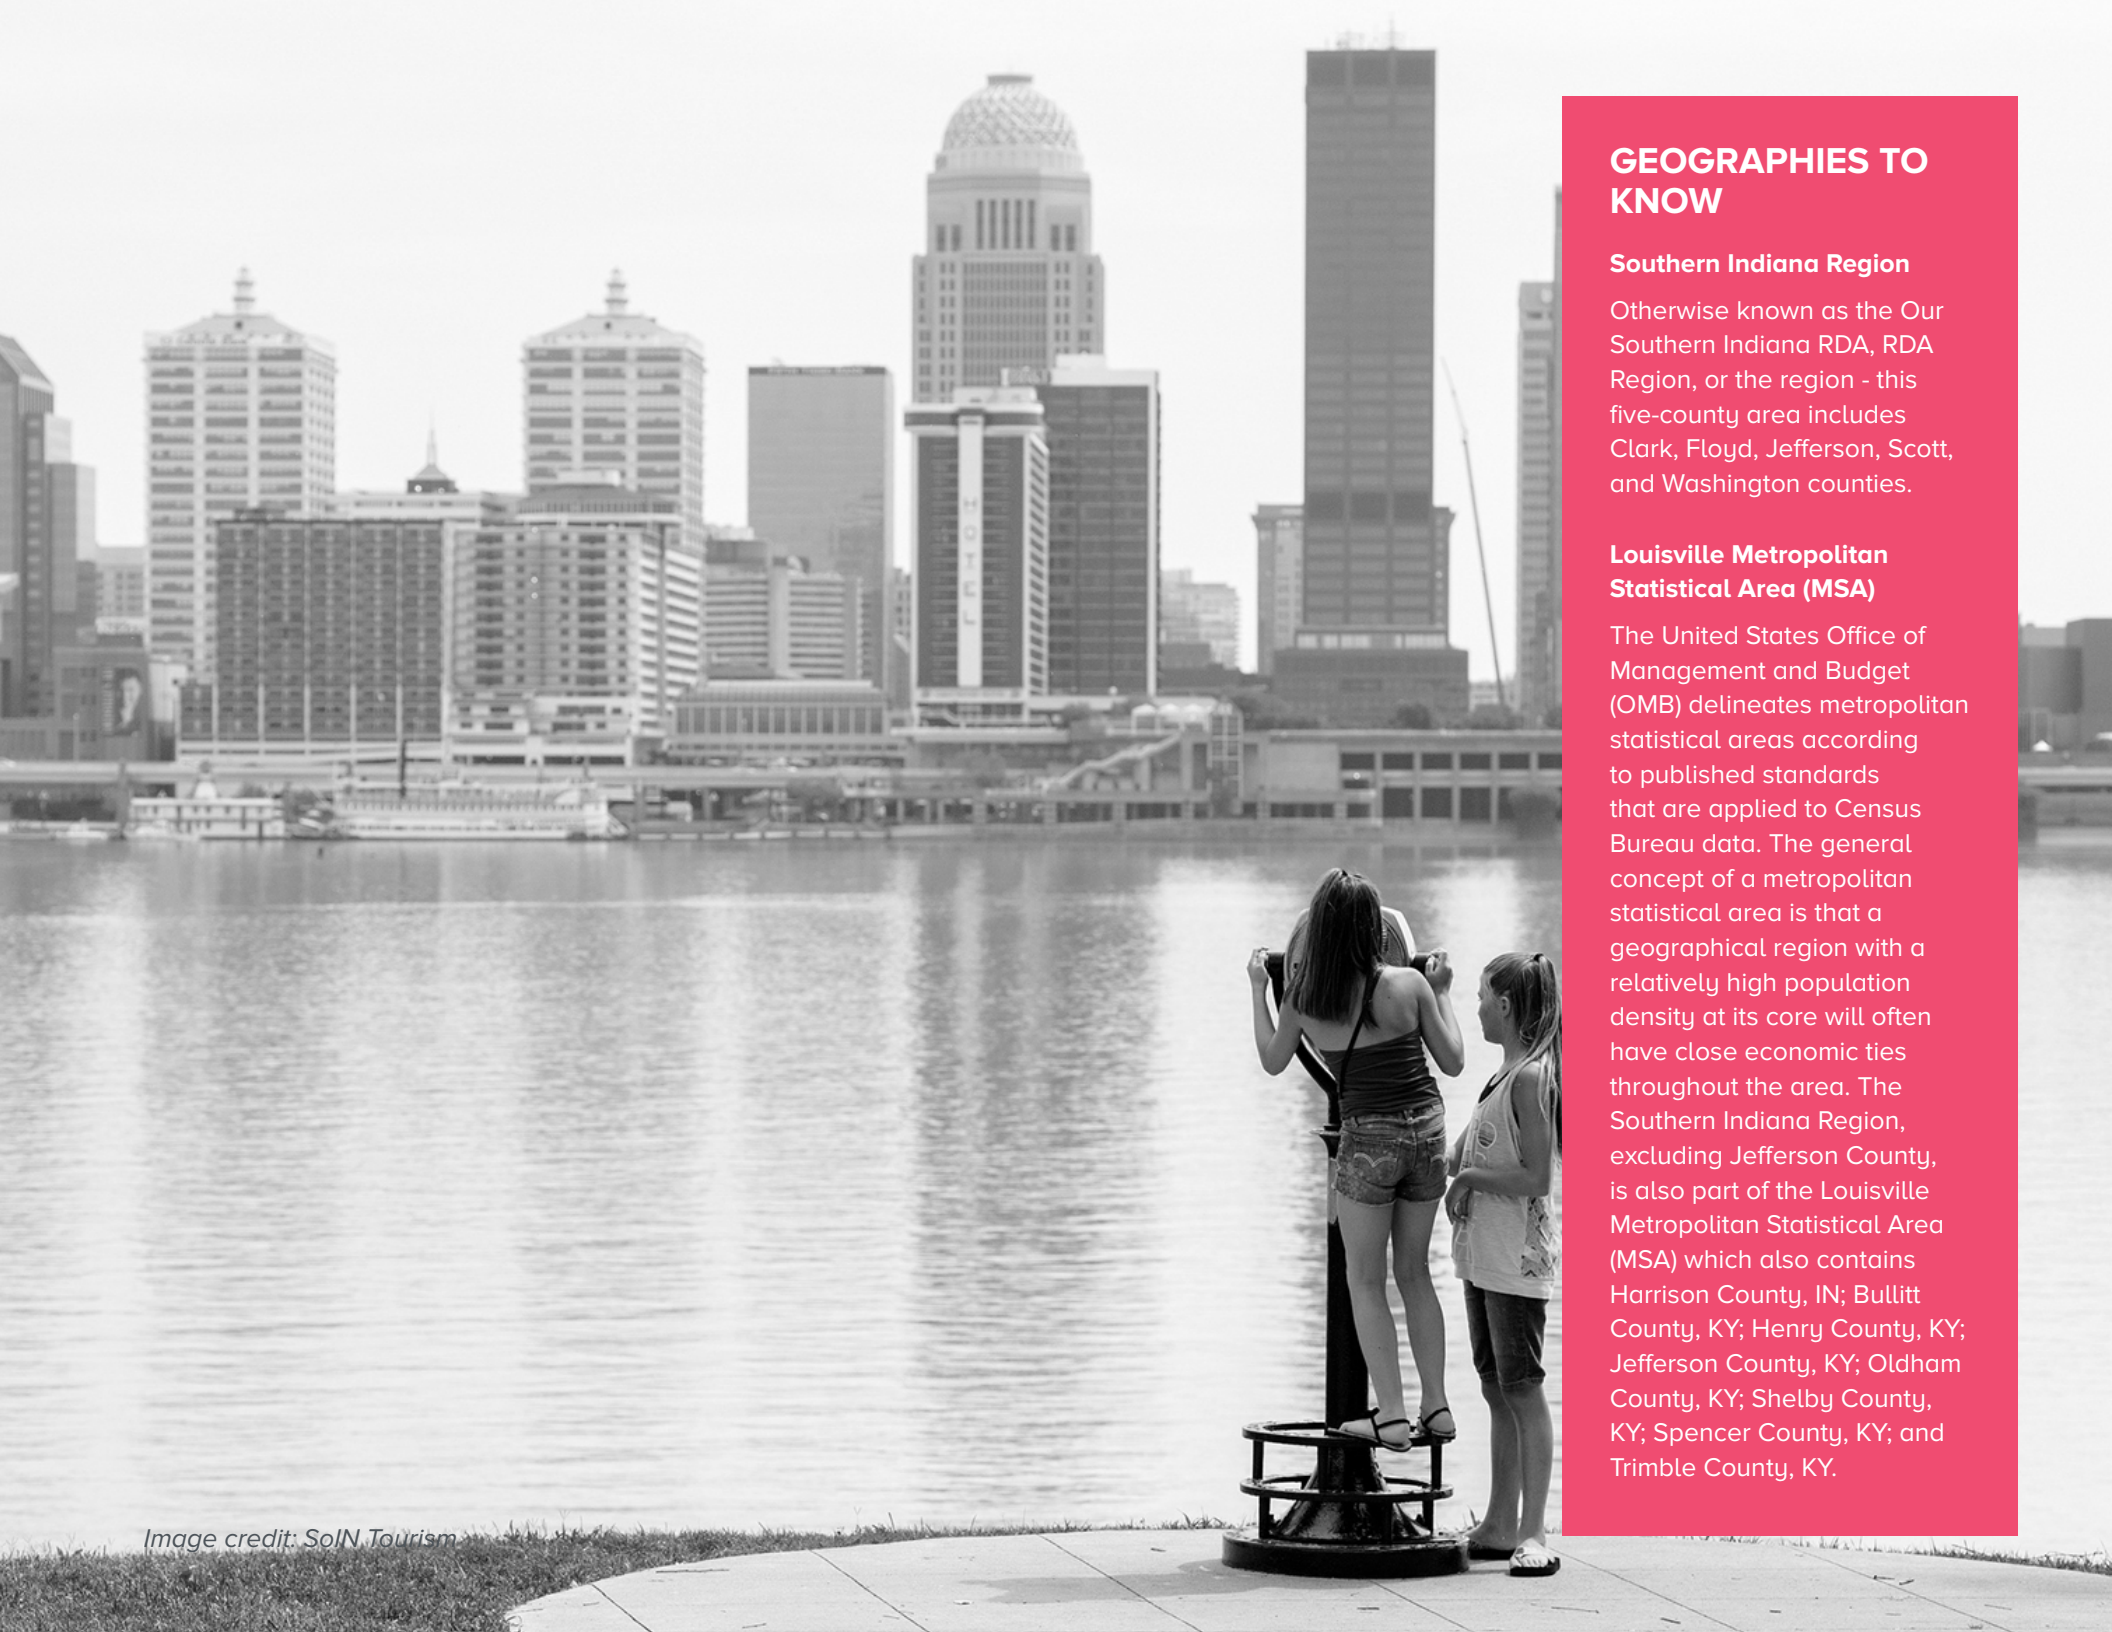 GEOGRAPHIES TO
KNOW
Southern Indiana Region
Otherwise known as the Our
Southern Indiana RDA, RDA
Region, or the region - this
five-county area includes
Clark, Floyd, Jefferson, Scott,
and Washington counties.
Louisville Metropolitan
Statistical Area (MSA)
The United States Office of
Management and Budget
(OMB) delineates metropolitan
statistical areas according
to published standards
that are applied to Census
Bureau data. The general
concept of a metropolitan
statistical area is that a
geographical region with a
relatively high population
density at its core will often
have close economic ties
throughout the area. The
Southern Indiana Region,
excluding Jefferson County,
is also part of the Louisville
Metropolitan Statistical Area
(MSA) which also contains
Harrison County, IN; Bullitt
County, KY; Henry County, KY;
Jefferson County, KY; Oldham
County, KY; Shelby County,
KY; Spencer County, KY; and
Trimble County, KY.
HOTEL
Image credit: SoIN Tourism